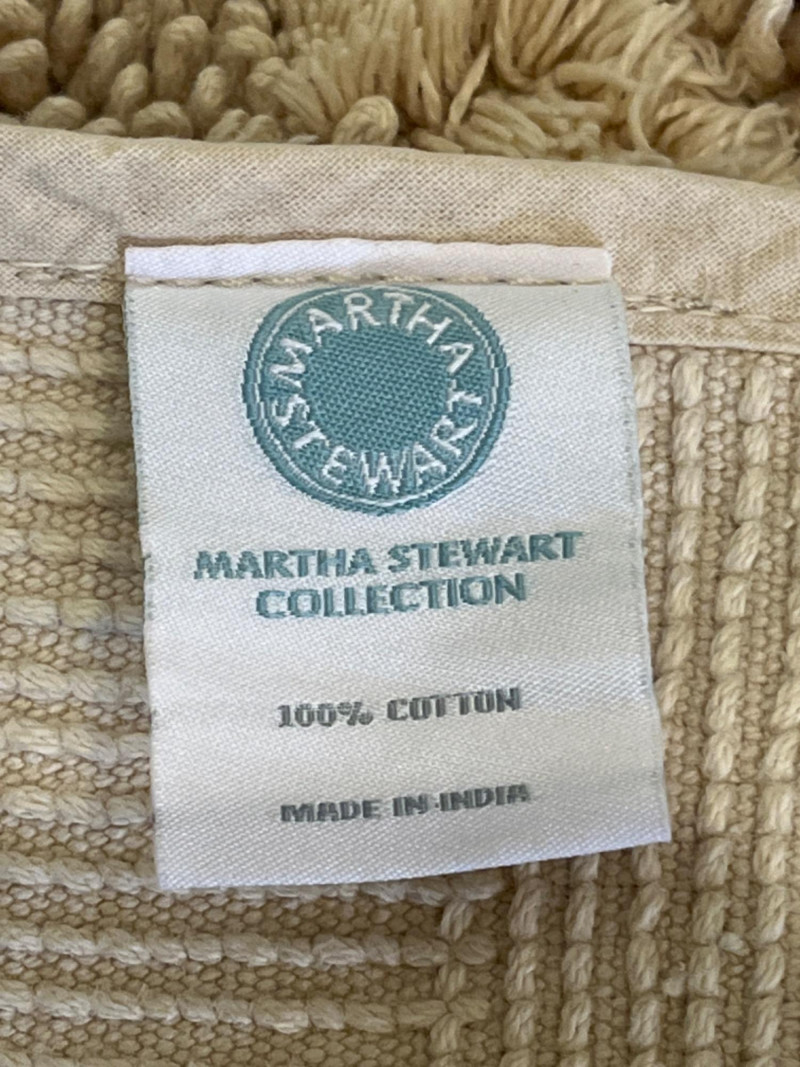 MARTHA
STEWART
MARTHA STEWART
COLLECTION
100% COTTON
MADE IN INDIA